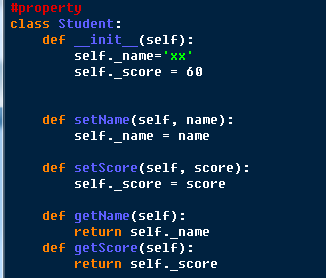 #property
class Student:
    def __init__(self):
        self._name='xx'
        self._score = 60
    def setName(self, name):
        self._name = name
    def setScore(self, score):
        self._score = score
    def getName(self):
        return self._name
    def getScore(self):
        return self._score